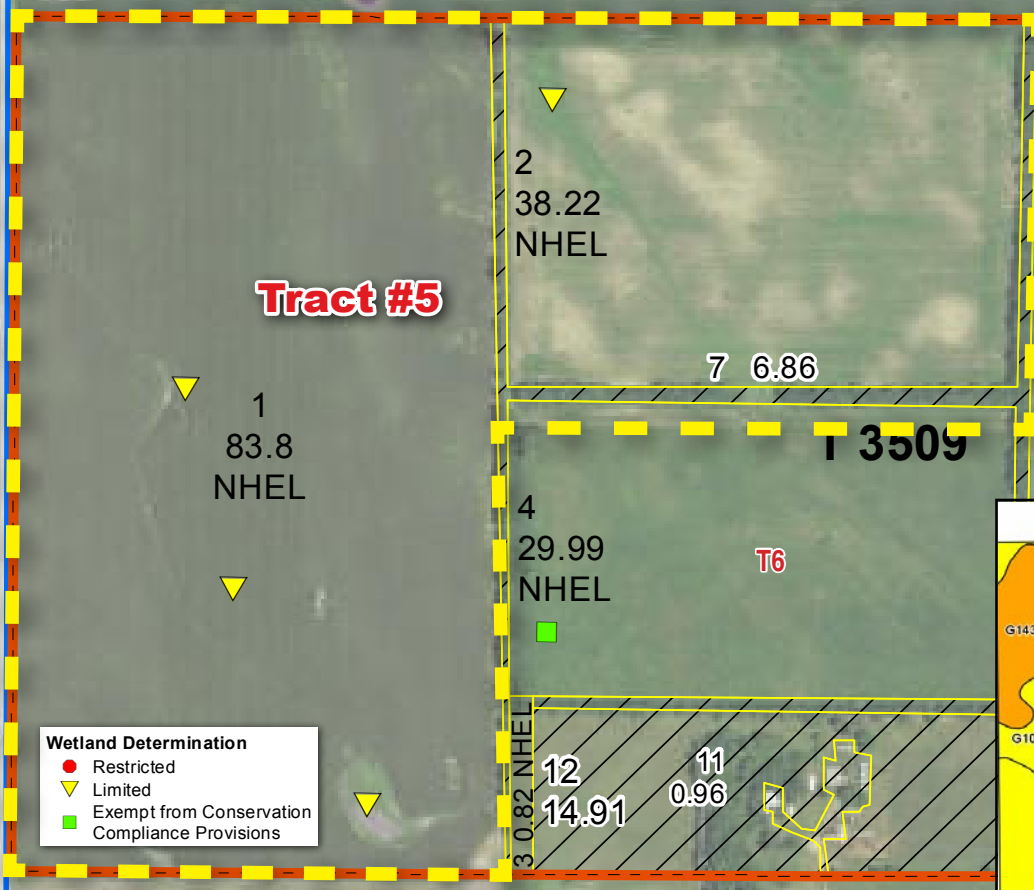 2
38.22
NHEL
Tract #5
7 6.86
1
83.8
NHEL
T 3509
4
29.99
NHEL
T6
G143
G10
3 0.82 NHEL
12
14.91
11
0.96
Wetland Determination
Restricted
Limited
Exempt from Conservation
Compliance Provisions